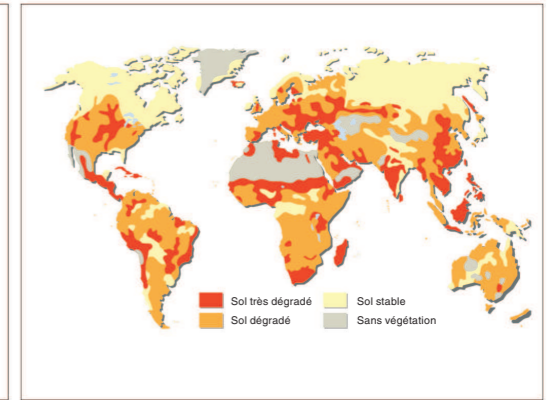 Sol très dégradé
Sol dégradé
Sol stable
Sans végétation